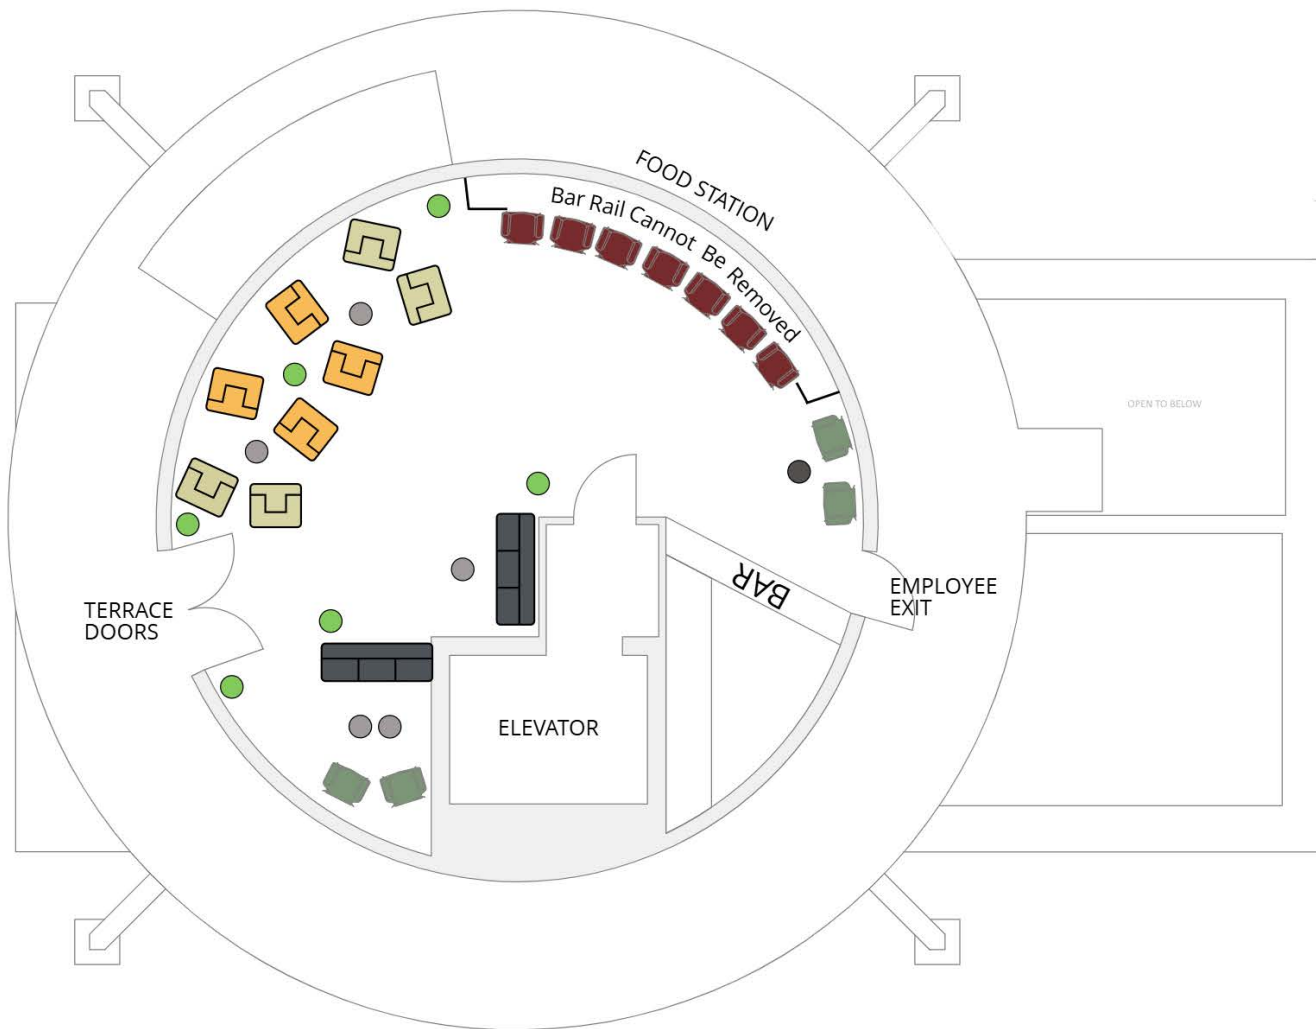 FOOD STATION
Bar Rail Cannot Be Removed
OPEN TO BELOW
BAR
EMPLOYEE
EXIT
TERRACE
DOORS
ELEVATOR